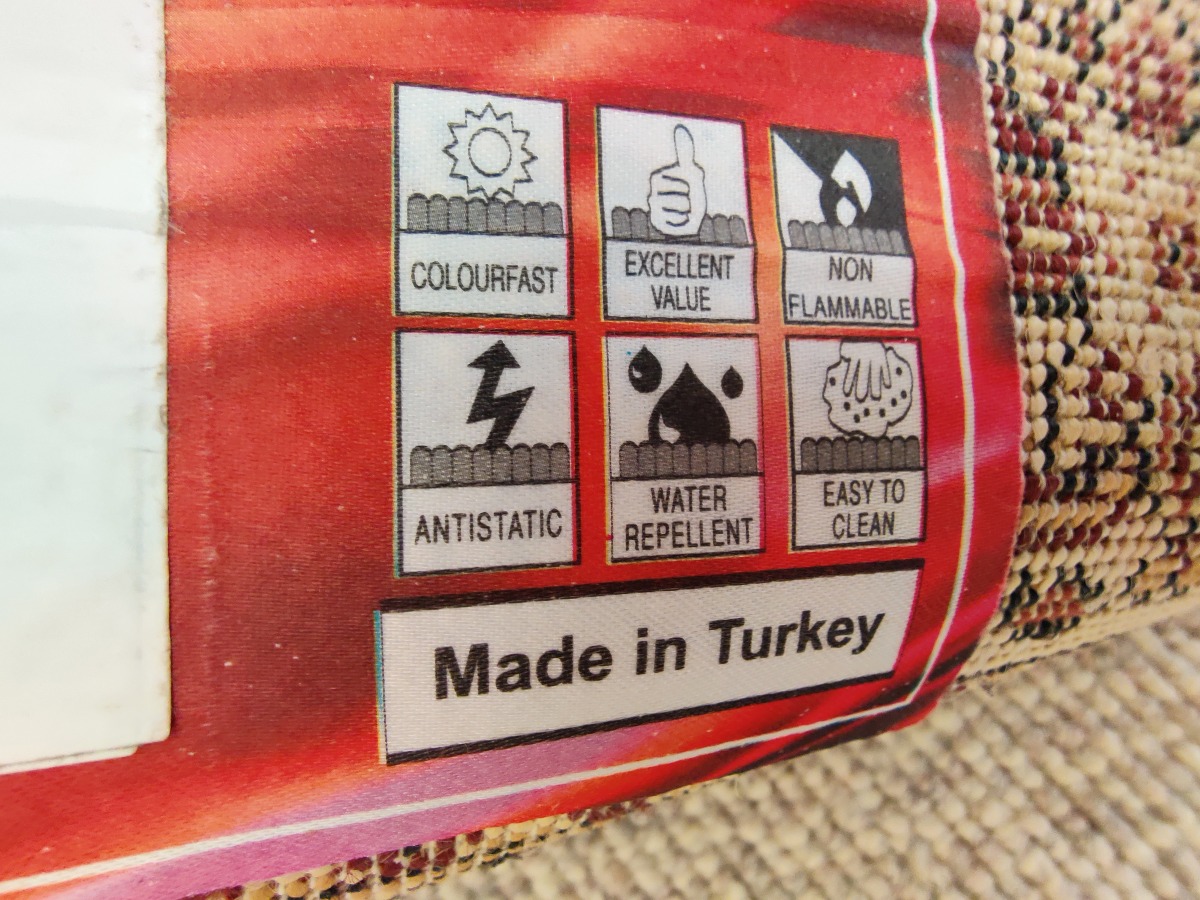 COLOURFAST
EXCELLENT
VALUE
NON
FLAMMABLE
ANTISTATIC
WATER
REPELLENT
EASY TO
CLEAN
Made in Turkey